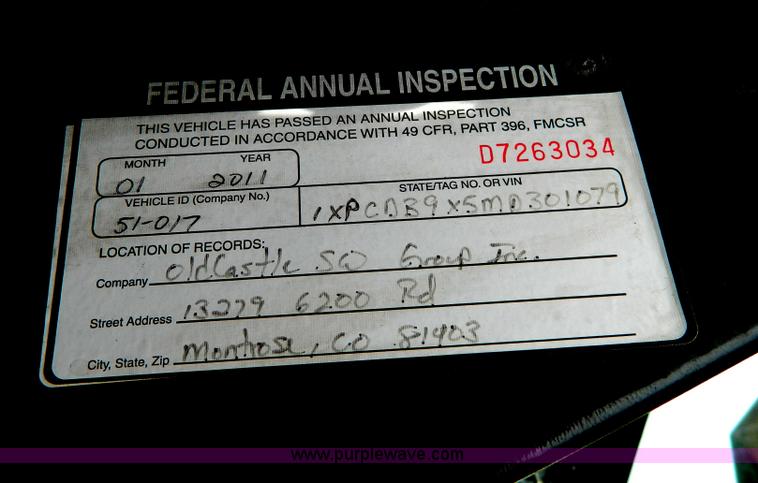 FEDERAL ANNUAL INSPECTION
THIS VEHICLE HAS PASSED AN ANNUAL INSPECTION
CONDUCTED IN ACCORDANCE WITH 49 CFR, PART 396, FMCSR
D7263034
MONTH YEAR
01 2011
VEHICLE ID (Company No.) STATE/TAG NO. OR VIN
51-017 1XPCDB9X5MD301079
LOCATION OF RECORDS:
Company OldCastle SW Group Inc.
Street Address 13279 6200 Rd
City, State, Zip Montrose, CO 81403
www.purplewave.com